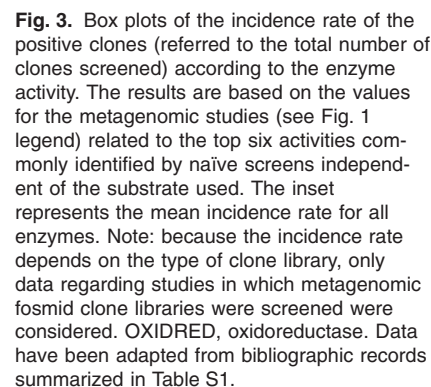 Fig. 3. Box plots of the incidence rate of the
positive clones (referred to the total number of
clones screened) according to the enzyme
activity. The results are based on the values
for the metagenomic studies (see Fig. 1
legend) related to the top six activities com-
monly identified by naïve screens independ-
ent of the substrate used. The inset
represents the mean incidence rate for all
enzymes. Note: because the incidence rate
depends on the type of clone library, only
data regarding studies in which metagenomic
fosmid clone libraries were screened were
considered. OXIDRED, oxidoreductase. Data
have been adapted from bibliographic records
summarized in Table S1.